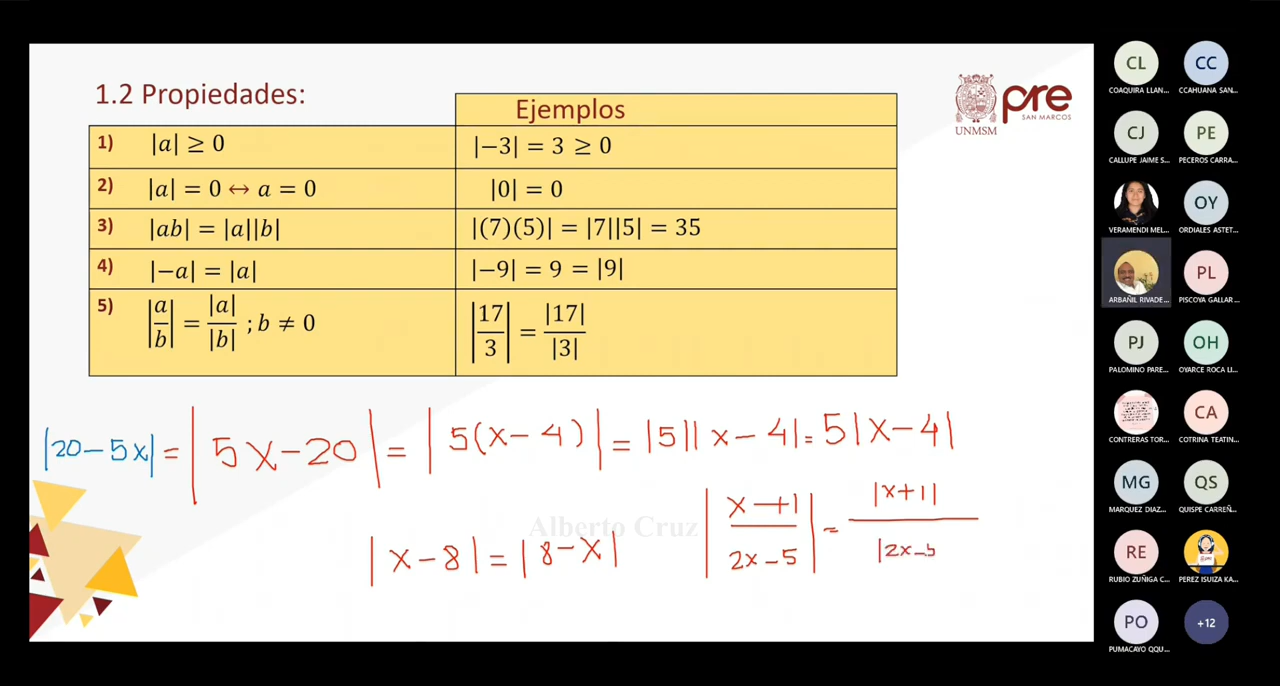 1.2 Propiedades:
Ejemplos
UNMSM
pre
SAN MARCOS
1) |a| ≥ 0
|−3| = 3 ≥ 0
2) |a| = 0 ↔ a = 0
|0| = 0
3) |ab| = |a||b|
|(7)(5)| = |7||5| = 35
4) |−a| = |a|
|−9| = 9 = |9|
5) |a/b| = |a|/|b| ; b ≠ 0
|17/3| = |17|/|3|
|20−5x| = |5x−20| = |5(x−4)| = |5||x−4| = 5|x−4|
|x−8| = |8−x|
|x+1/2x−5| = |x+1|/|2x−5
Alberto Cruz
CL
COAQUIRA LLAN...
CC
CCAHUANA SAN...
CJ
CALLUPE JAIME S...
PE
PECEROS CARRA...
VERAMENDI MEL...
OY
ORDIALES ASTET...
ARBAÑIL RIVADE...
PL
PISCOYA GALLAR...
PJ
PALOMINO PARE...
OH
OYARCE ROCA LI...
CONTRERAS TOR...
CA
COTRINA TEATIN...
MG
MARQUEZ DIAZ...
QS
QUISPE CARREÑ...
RE
RUBIO ZUÑIGA C...
PEREZ ISUIZA KA...
PO
PUMACAYO QQU...
+12